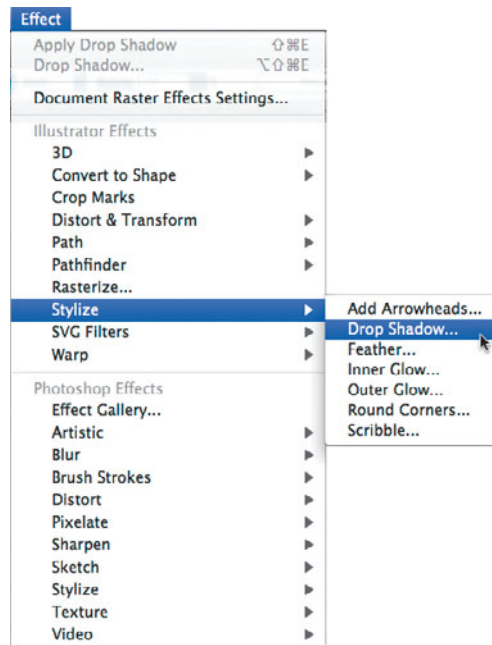 Effect
Apply Drop Shadow ⇧⌘E
Drop Shadow... ⌥⇧⌘E
Document Raster Effects Settings...
Illustrator Effects
3D
Convert to Shape
Crop Marks
Distort & Transform
Path
Pathfinder
Rasterize...
Stylize
SVG Filters
Warp
Photoshop Effects
Effect Gallery...
Artistic
Blur
Brush Strokes
Distort
Pixelate
Sharpen
Sketch
Stylize
Texture
Video
Add Arrowheads...
Drop Shadow...
Feather...
Inner Glow...
Outer Glow...
Round Corners...
Scribble...